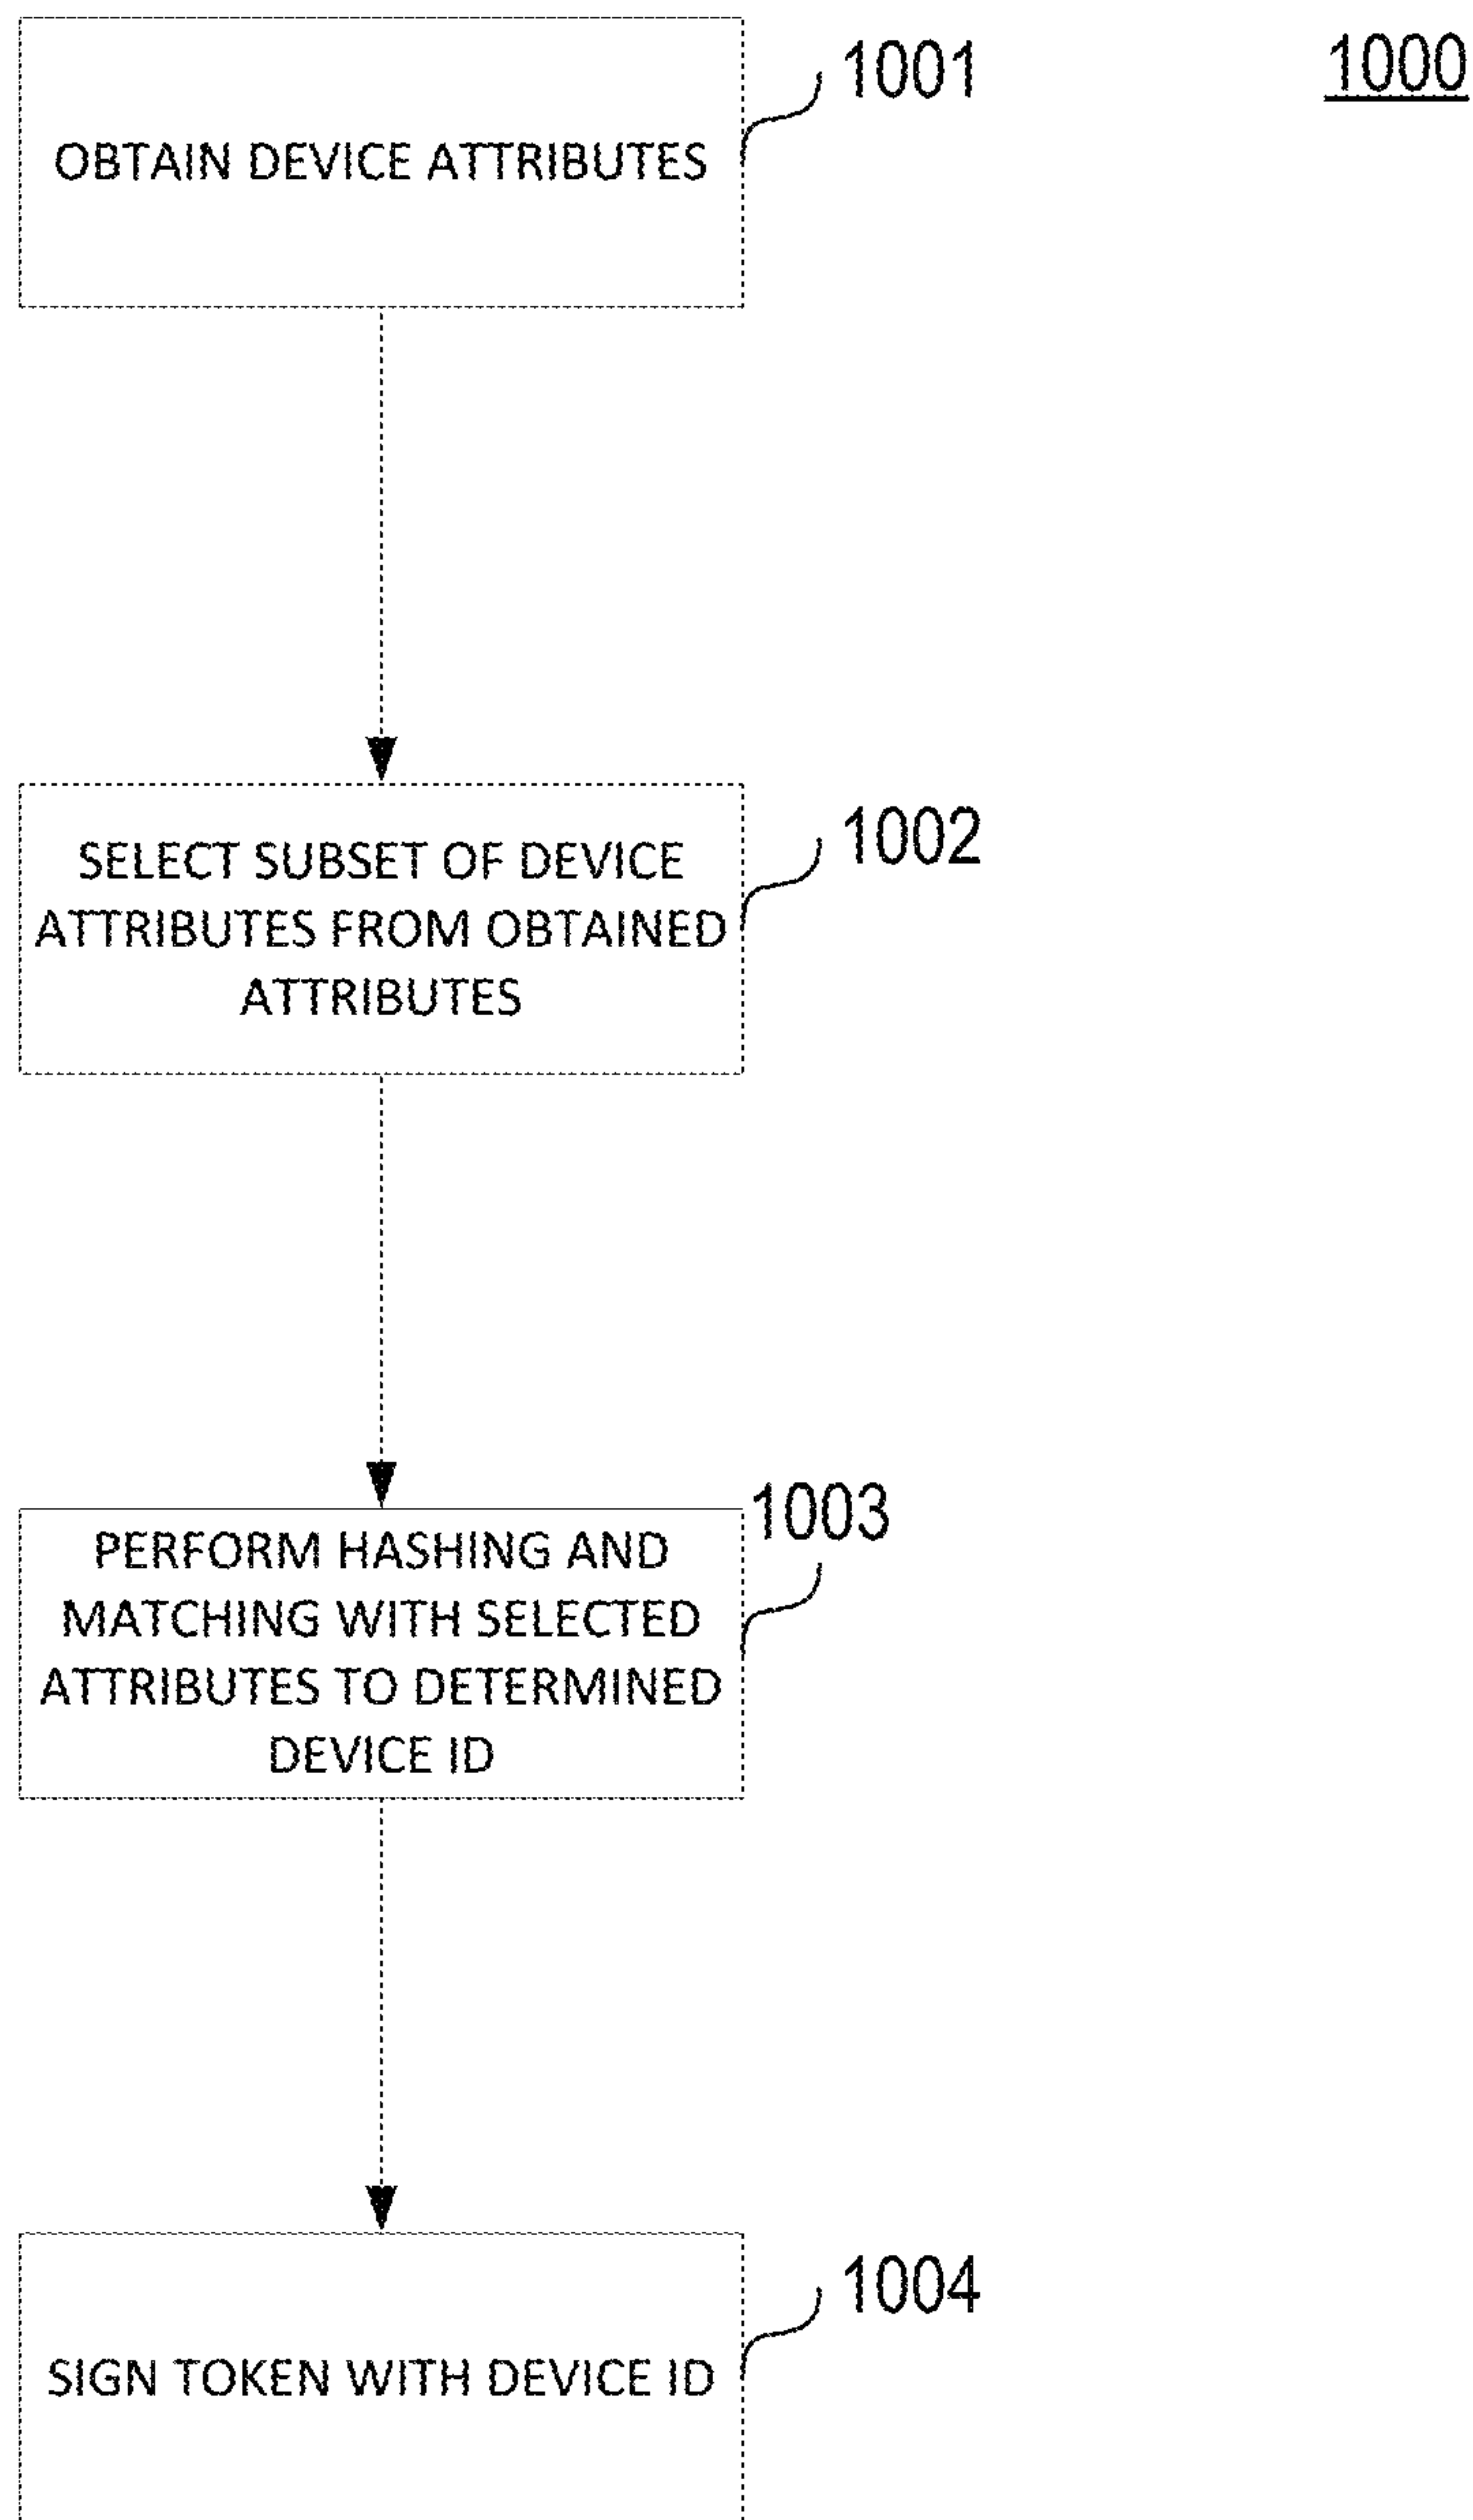 1000
1001
OBTAIN DEVICE ATTRIBUTES
1002
SELECT SUBSET OF DEVICE
ATTRIBUTES FROM OBTAINED
ATTRIBUTES
1003
PERFORM HASHING AND
MATCHING WITH SELECTED
ATTRIBUTES TO DETERMINED
DEVICE ID
1004
SIGN TOKEN WITH DEVICE ID